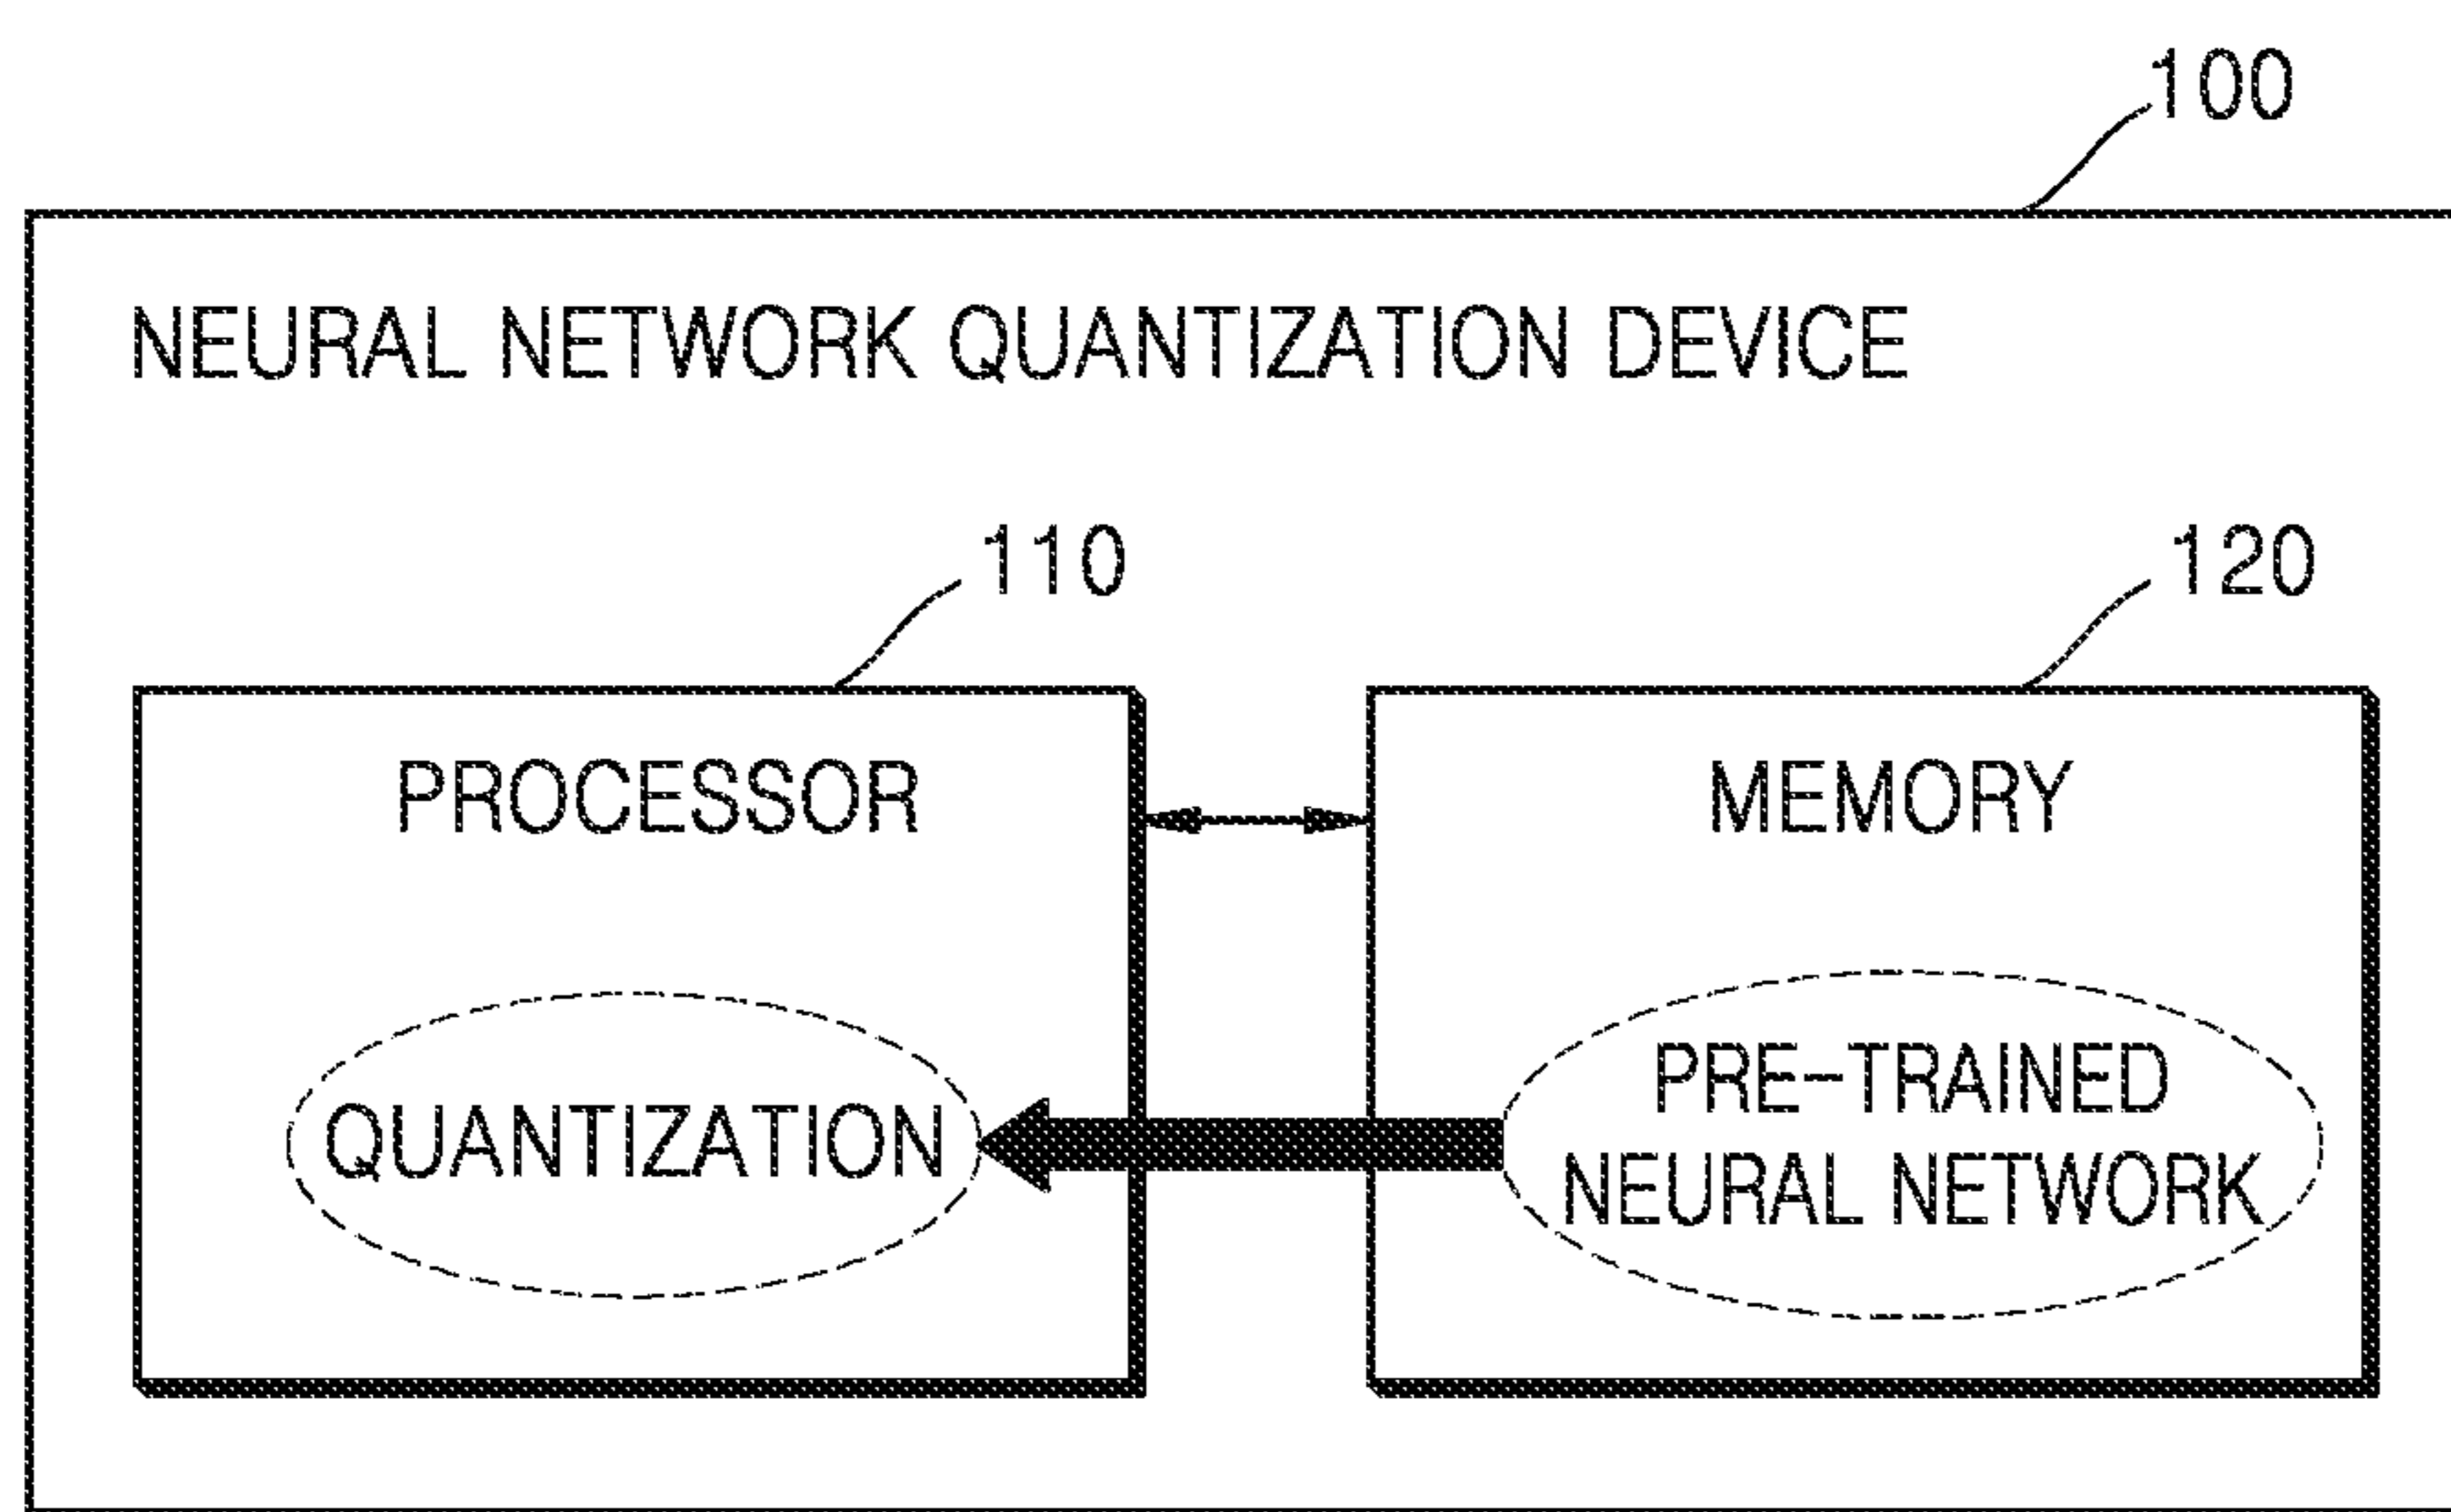 100
NEURAL NETWORK QUANTIZATION DEVICE
110
120
PROCESSOR
MEMORY
QUANTIZATION
PRE-TRAINED
NEURAL NETWORK